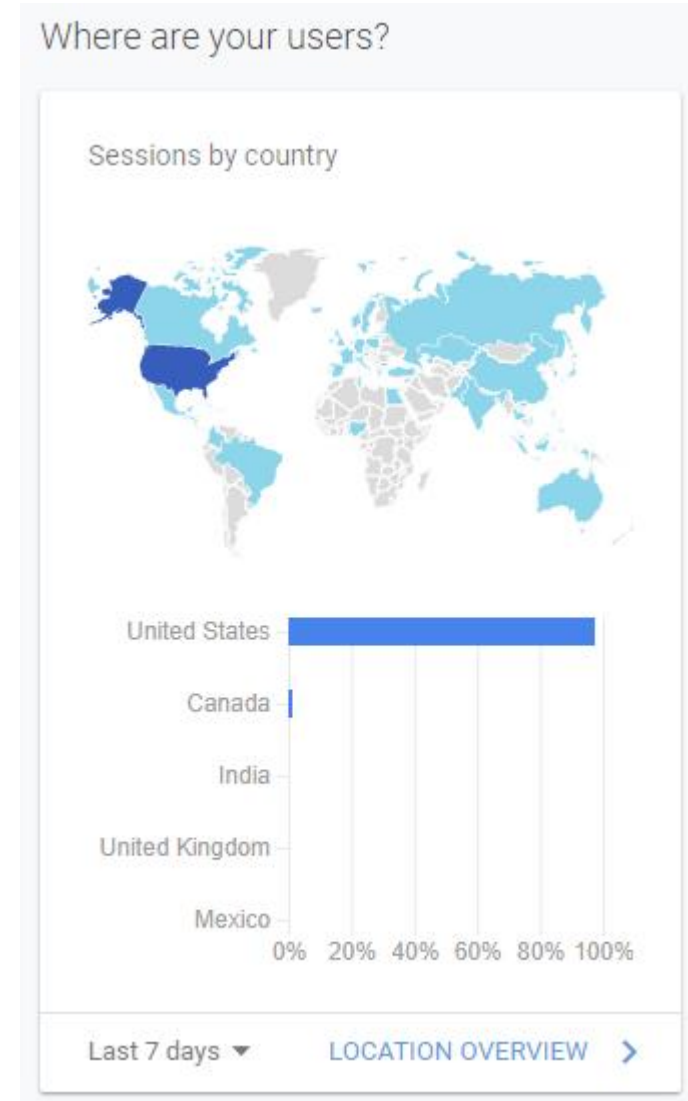 Where are your users?
Sessions by country
United States
Canada
India
United Kingdom
Mexico
0% 20% 40% 60% 80% 100%
Last 7 days LOCATION OVERVIEW